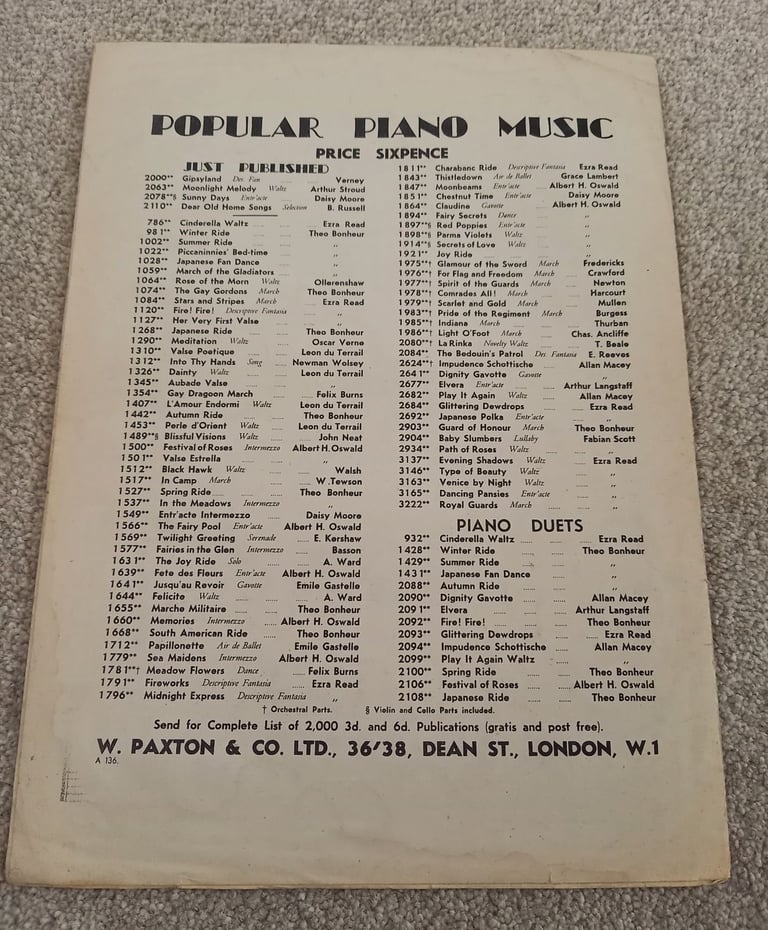 POPULAR PIANO MUSIC
PRICE SIXPENCE
JUST PUBLISHED
2000** Gipsyland Des. Fan Verney
2063** Moonlight Melody Waltz Arthur Stroud
2078**§ Sunny Days Entr'acte Daisy Moore
2110** Dear Old Home Songs Selection B. Russell
786** Cinderella Waltz Ezra Read
981** Winter Ride Theo Bonheur
1002** Summer Ride "
1022** Piccaninnies' Bed-time "
1028** Japanese Fan Dance "
1059** March of the Gladiators "
1064** Rose of the Morn Waltz Ollerenshaw
1074** The Gay Gordons March Theo Bonheur
1084** Stars and Stripes March Ezra Read
1120** Fire! Fire! Descriptive Fantasia "
1127** Her Very First Valse "
1268** Japanese Ride Theo Bonheur
1290** Meditation Waltz Oscar Verne
1310** Valse Poetique Leon du Terrail
1312** Into Thy Hands Song Newman Wolsey
1326** Dainty Waltz Leon du Terrail
1345** Aubade Valse "
1354** Gay Dragoon March Felix Burns
1407** L'Amour Endormi Waltz Leon du Terrail
1442** Autumn Ride Theo Bonheur
1453** Perle d'Orient Waltz Leon du Terrail
1489**§ Blissful Visions Waltz John Neat
1500** Festival of Roses Intermezzo Albert H. Oswald
1501** Valse Estrella "
1512** Black Hawk Waltz Walsh
1517** In Camp March W. Tewson
1527** Spring Ride Theo Bonheur
1537** In the Meadows Intermezzo "
1549** Entr'acte Intermezzo Daisy Moore
1566** The Fairy Pool Entr'acte Albert H. Oswald
1569** Twilight Greeting Serenade E. Kershaw
1577** Fairies in the Glen Intermezzo Basson
1631** The Joy Ride Solo A. Ward
1639** Fete des Fleurs Entr'acte Albert H. Oswald
1641** Jusqu'au Revoir Gavotte Emile Gastelle
1644** Felicite Waltz A. Ward
1655** Marche Militaire Theo Bonheur
1660** Memories Intermezzo Albert H. Oswald
1668** South American Ride Theo Bonheur
1712** Papillonette Air de Ballet Emile Gastelle
1779** Sea Maidens Intermezzo Albert H. Oswald
1781**† Meadow Flowers Dance Felix Burns
1791** Fireworks Descriptive Fantasia Ezra Read
1796** Midnight Express Descriptive Fantasia "
1811** Charabanc Ride Descriptive Fantasia Ezra Read
1843** Thistledown Air de Ballet Grace Lambert
1847** Moonbeams Entr'acte Albert H. Oswald
1851** Chestnut Time Entr'acte Daisy Moore
1864** Claudine Gavotte Albert H. Oswald
1894** Fairy Secrets Dance "
1897**§ Red Poppies Entr'acte "
1898**§ Parma Violets Waltz "
1914**§ Secrets of Love Waltz "
1921** Joy Ride "
1975**† Glamour of the Sword March Fredericks
1976**† For Flag and Freedom March Crawford
1977**† Spirit of the Guards March Newton
1978**† Comrades All! March Harcourt
1979**† Scarlet and Gold March Mullen
1983**† Pride of the Regiment March Burgess
1985**† Indiana March Thurban
1986**† Light O'Foot March Chas. Ancliffe
2080**† La Rinka Novelty Waltz T. Beale
2084** The Bedouin's Patrol Des Fantasia E. Reeves
2624**† Impudence Schottische Allan Macey
2641** Dignity Gavotte Gavotte "
2677** Elvera Entr'acte Arthur Langstaff
2682** Play It Again Waltz Allan Macey
2684** Glittering Dewdrops Ezra Read
2692** Japanese Polka Entr'acte "
2903** Guard of Honour March Theo Bonheur
2904** Baby Slumbers Lullaby Fabian Scott
2934** Path of Roses Waltz "
3137** Evening Shadows Waltz Ezra Read
3146** Type of Beauty Waltz "
3163** Venice by Night Waltz "
3165** Dancing Pansies Entr'acte "
3222** Royal Guards March "
PIANO DUETS
932** Cinderella Waltz Ezra Read
1428** Winter Ride Theo Bonheur
1429** Summer Ride "
1431** Japanese Fan Dance "
2088** Autumn Ride "
2090** Dignity Gavotte Allan Macey
2091** Elvera Arthur Langstaff
2092** Fire! Fire! Theo Bonheur
2093** Glittering Dewdrops Ezra Read
2094** Impudence Schottische Allan Macey
2099** Play It Again Waltz "
2100** Spring Ride Theo Bonheur
2106** Festival of Roses Albert H. Oswald
2108** Japanese Ride Theo Bonheur
† Orchestral Parts. § Violin and Cello Parts included.
Send for Complete List of 2,000 3d. and 6d. Publications (gratis and post free).
W. PAXTON & CO. LTD., 36/38, DEAN ST., LONDON, W.1
A 136.